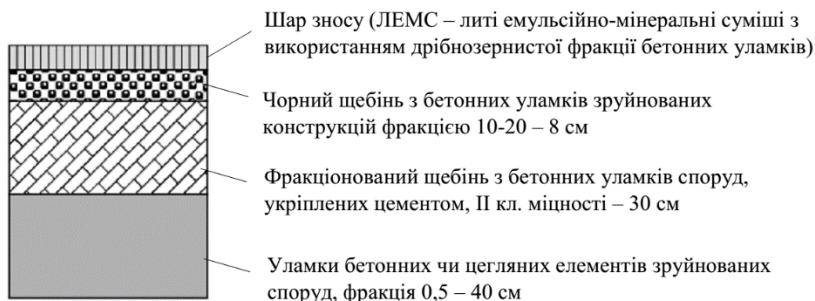 Шар зносу (ЛЕМС – литі емульсійно-мінеральні суміші з
використанням дрібнозернистої фракції бетонних уламків)
Чорний щебінь з бетонних уламків зруйнованих
конструкцій фракцією 10-20 – 8 см
Фракціонований щебінь з бетонних уламків споруд,
укріплених цементом, ІІ кл. міцності – 30 см
Уламки бетонних чи цегляних елементів зруйнованих
споруд, фракція 0,5 – 40 см